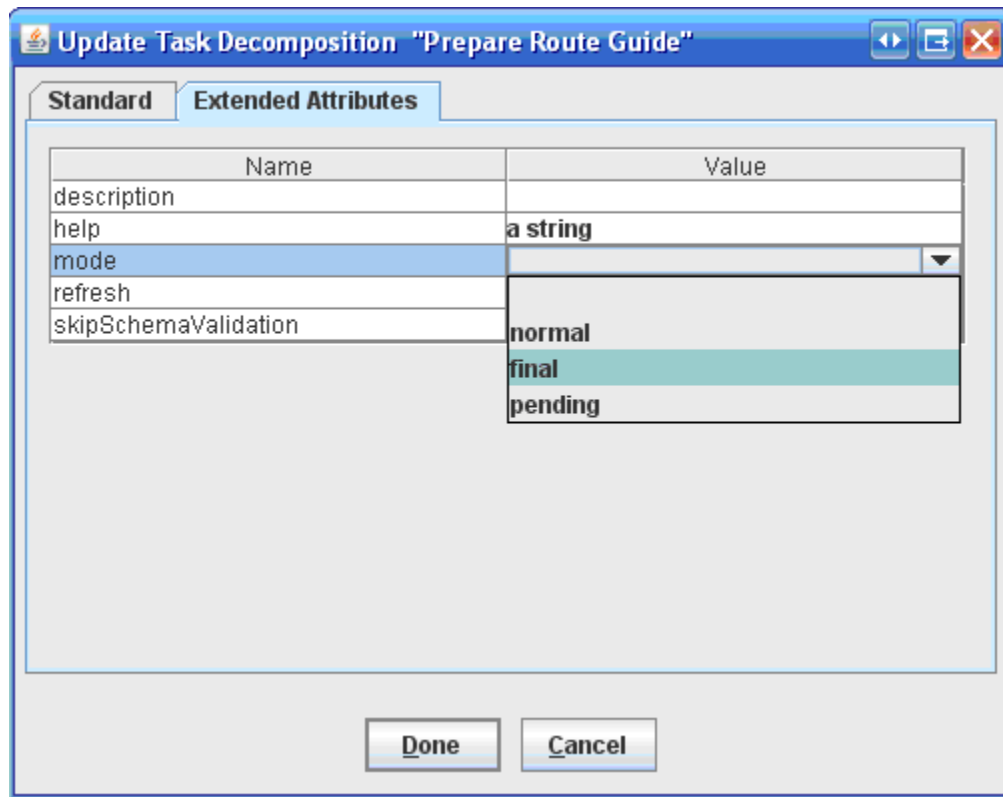 Update Task Decomposition "Prepare Route Guide"
Standard Extended Attributes
Name Value
description
help a string
mode
refresh
skipSchemaValidation
normal
final
pending
Done Cancel